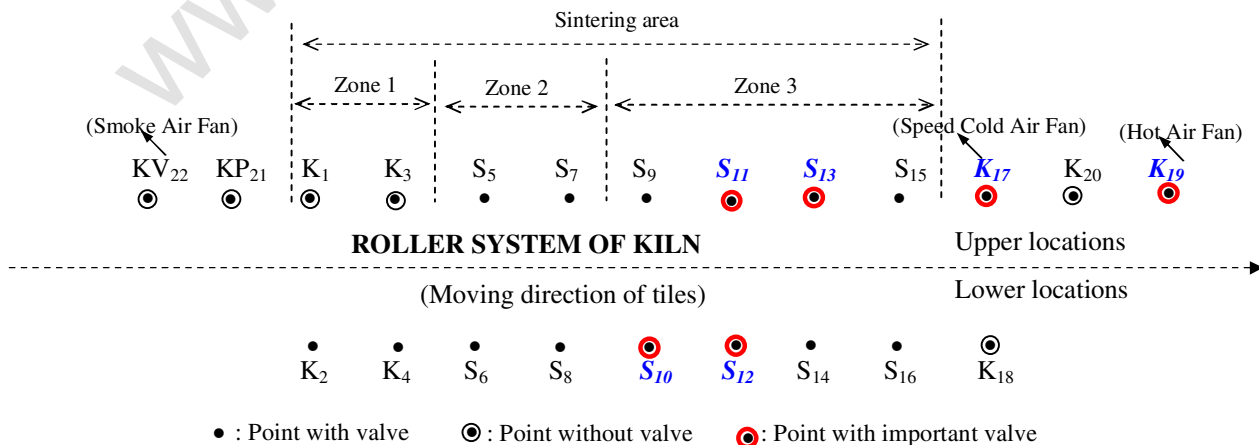 ww
Sintering area
Zone 1 Zone 2 Zone 3
(Smoke Air Fan) (Speed Cold Air Fan) (Hot Air Fan)
KV22 KP21 K1 K3 S5 S7 S9 S11 S13 S15 K17 K20 K19
ROLLER SYSTEM OF KILN Upper locations
(Moving direction of tiles) Lower locations
K2 K4 S6 S8 S10 S12 S14 S16 K18
: Point with valve : Point without valve : Point with important valve